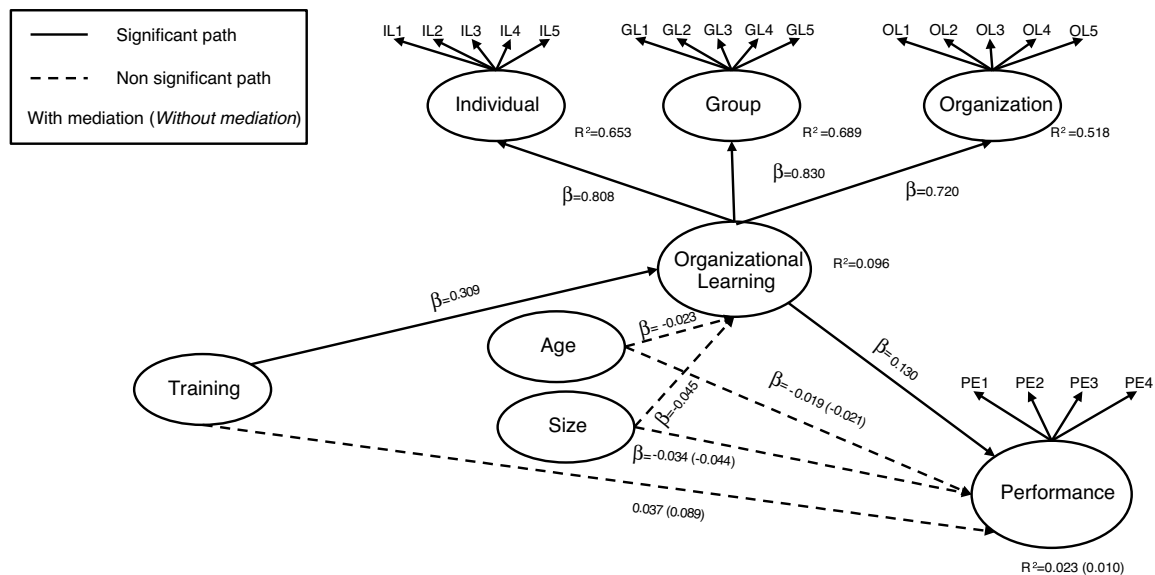 Significant path
Non significant path
With mediation (Without mediation)
IL1 IL2 IL3 IL4 IL5
GL1 GL2 GL3 GL4 GL5
OL1 OL2 OL3 OL4 OL5
Individual
Group
Organization
R²=0.653
R²=0.689
R²=0.518
β=0.808
β=0.830
β=0.720
Organizational
Learning
R²=0.096
β=0.309
β= -0.023
Age
Training
Size
β=-0.045
β=0.130
β= -0.019 (-0.021)
β=-0.034 (-0.044)
0.037 (0.089)
PE1 PE2 PE3 PE4
Performance
R²=0.023 (0.010)